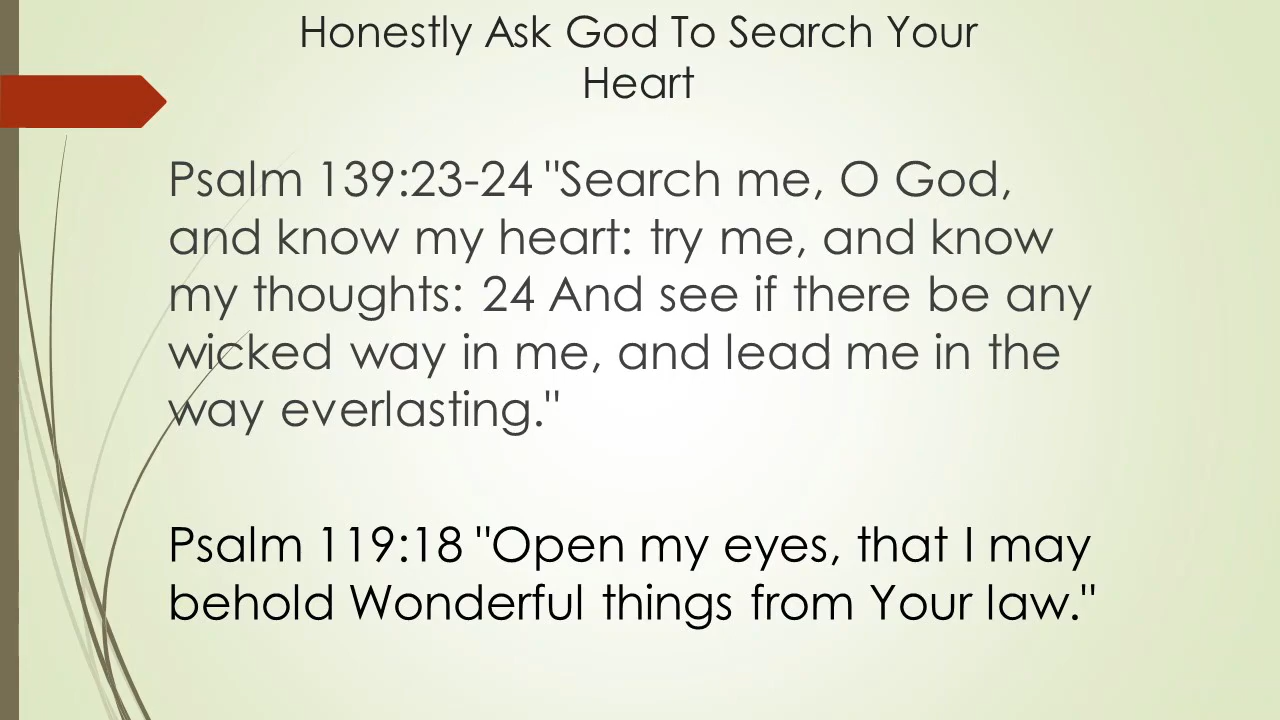 Honestly Ask God To Search Your
Heart
Psalm 139:23-24 "Search me, O God,
and know my heart: try me, and know
my thoughts: 24 And see if there be any
wicked way in me, and lead me in the
way everlasting."
Psalm 119:18 "Open my eyes, that I may
behold Wonderful things from Your law."